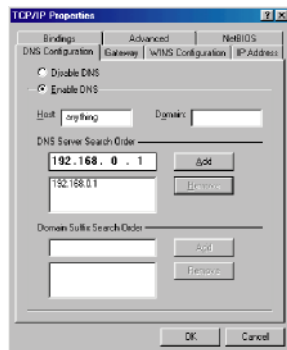 TCP/IP Properties
? X
Bindings Advanced NetBIOS
DNS Configuration Gateway WINS Configuration IP Address
Disable DNS
Enable DNS
Host: anything Domain:
DNS Server Search Order
192.168. 0 . 1 Add
192.168.0.1 Remove
Domain Suffix Search Order
Add
Remove
OK Cancel